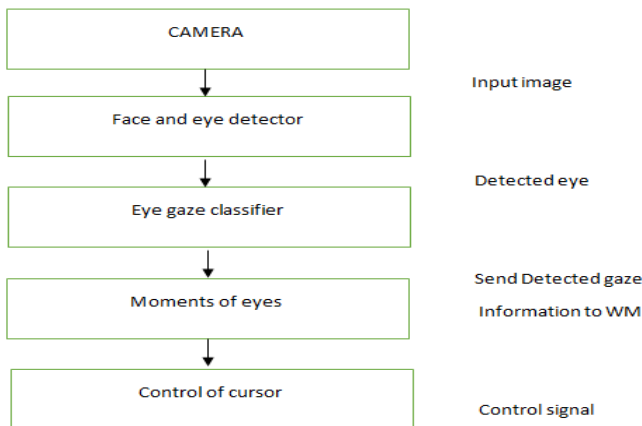 CAMERA
Input image
Face and eye detector
Detected eye
Eye gaze classifier
Send Detected gaze
Moments of eyes
Information to WM
Control of cursor
Control signal